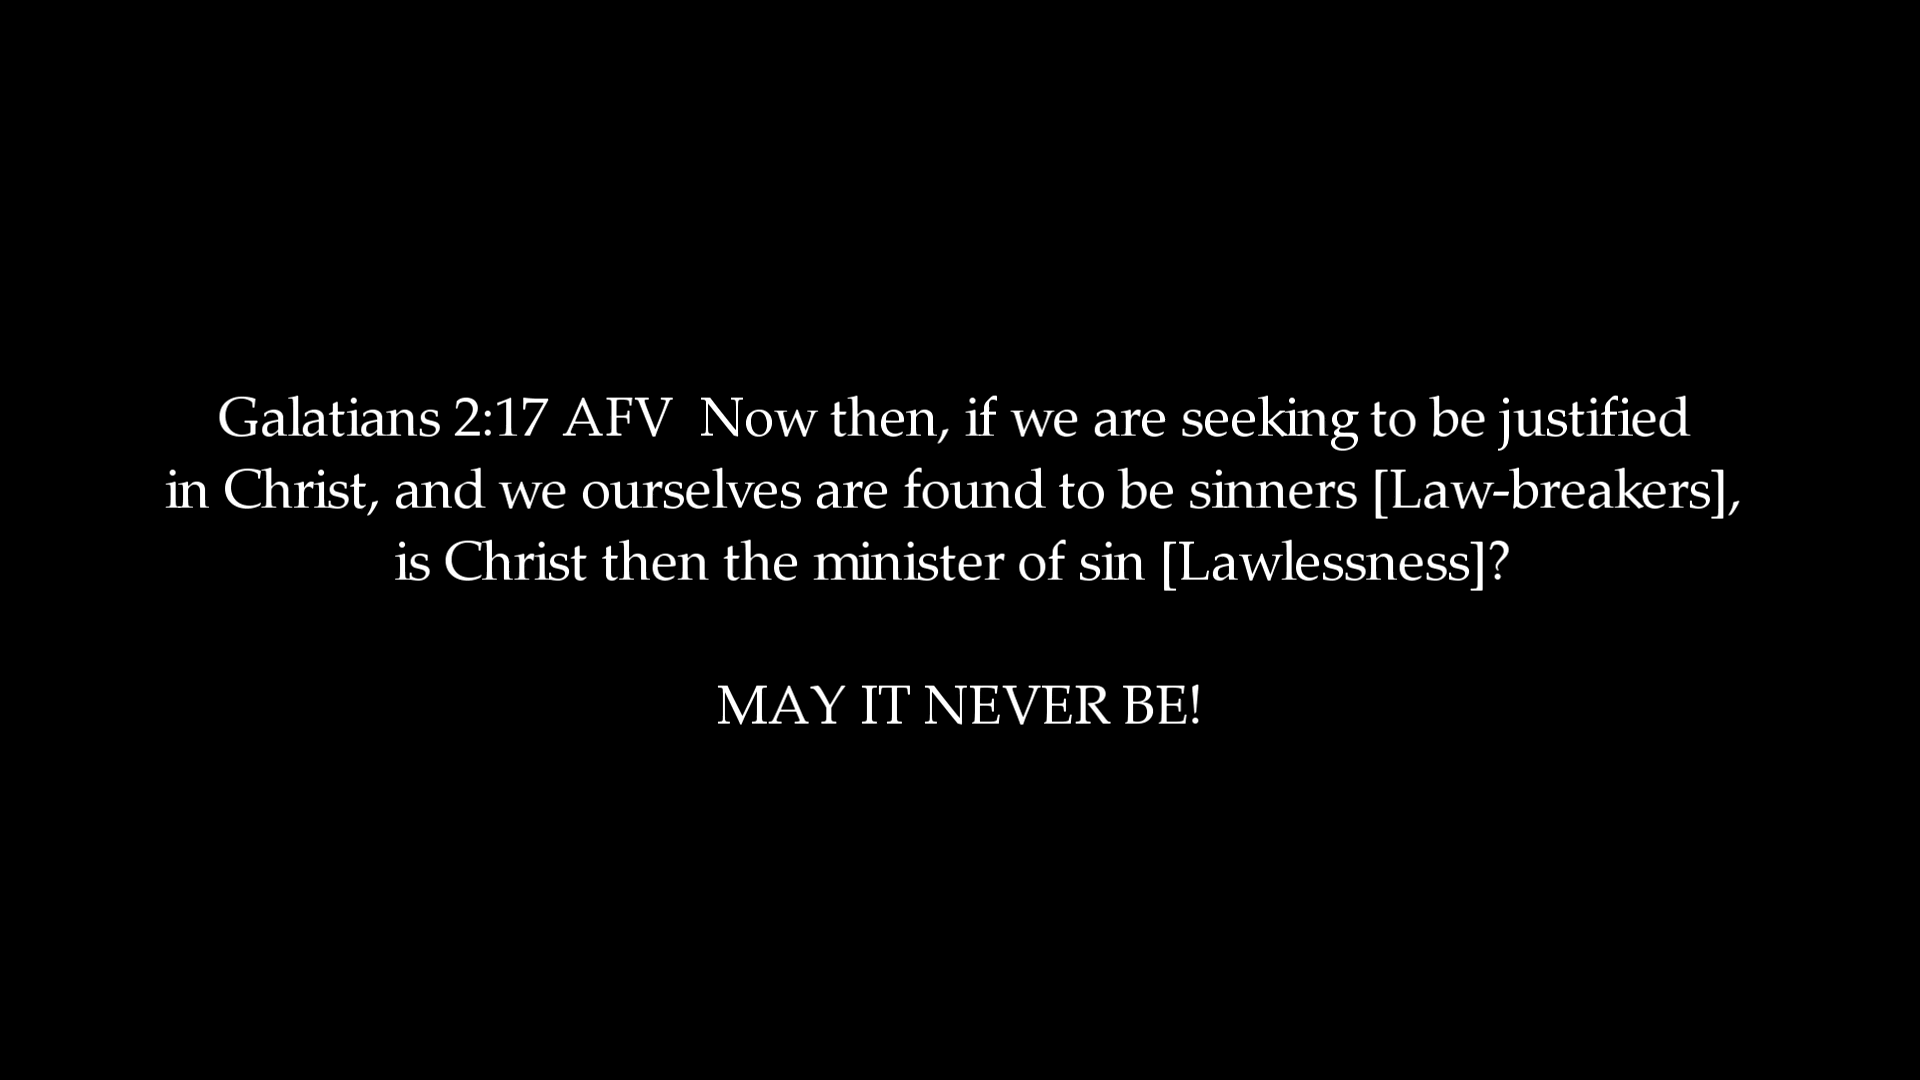 Galatians 2:17 AFV  Now then, if we are seeking to be justified
in Christ, and we ourselves are found to be sinners [Law-breakers],
is Christ then the minister of sin [Lawlessness]?
MAY IT NEVER BE!